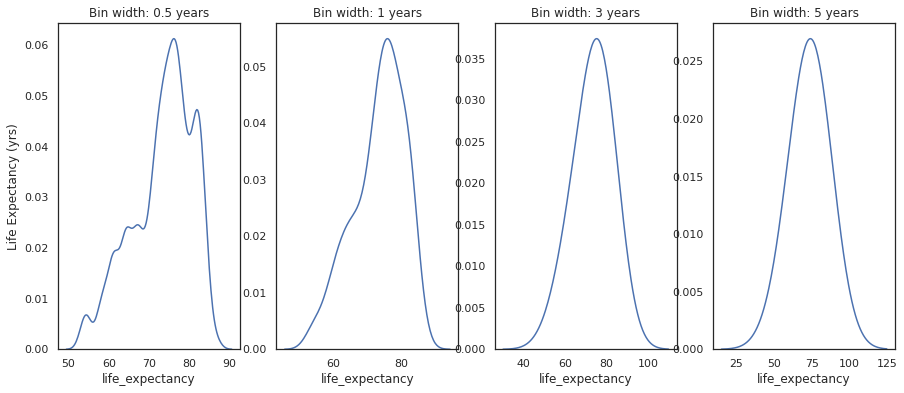 Bin width: 0.5 years
Bin width: 1 years
Bin width: 3 years
Bin width: 5 years
Life Expectancy (yrs)
0.06
0.05
0.04
0.03
0.02
0.01
0.00
50 60 70 80 90
life_expectancy
0.05
0.04
0.03
0.02
0.01
0.00
60 80
life_expectancy
0.035
0.030
0.025
0.020
0.015
0.010
0.005
0.000
40 60 80 100
life_expectancy
0.025
0.020
0.015
0.010
0.005
0.000
25 50 75 100 125
life_expectancy